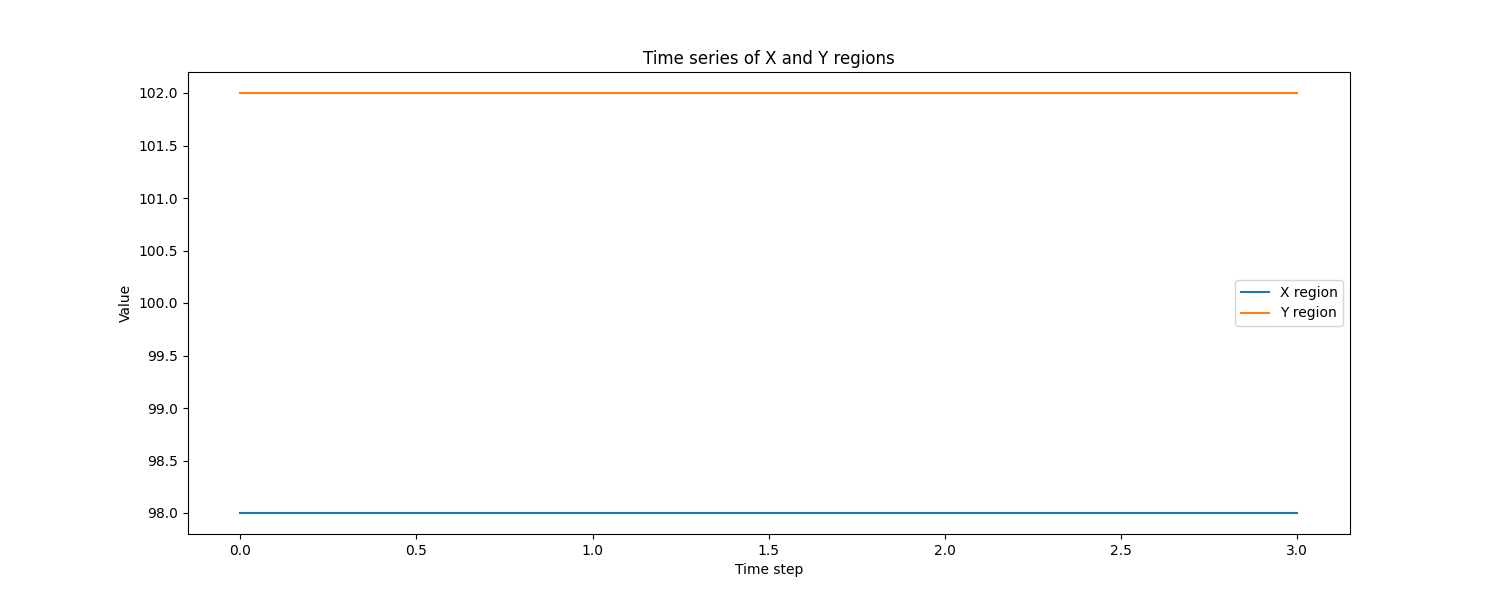 Time series of X and Y regions
102.0
101.5
101.0
100.5
100.0
99.5
99.0
98.5
98.0
Value
X region
Y region
0.0 0.5 1.0 1.5 2.0 2.5 3.0
Time step